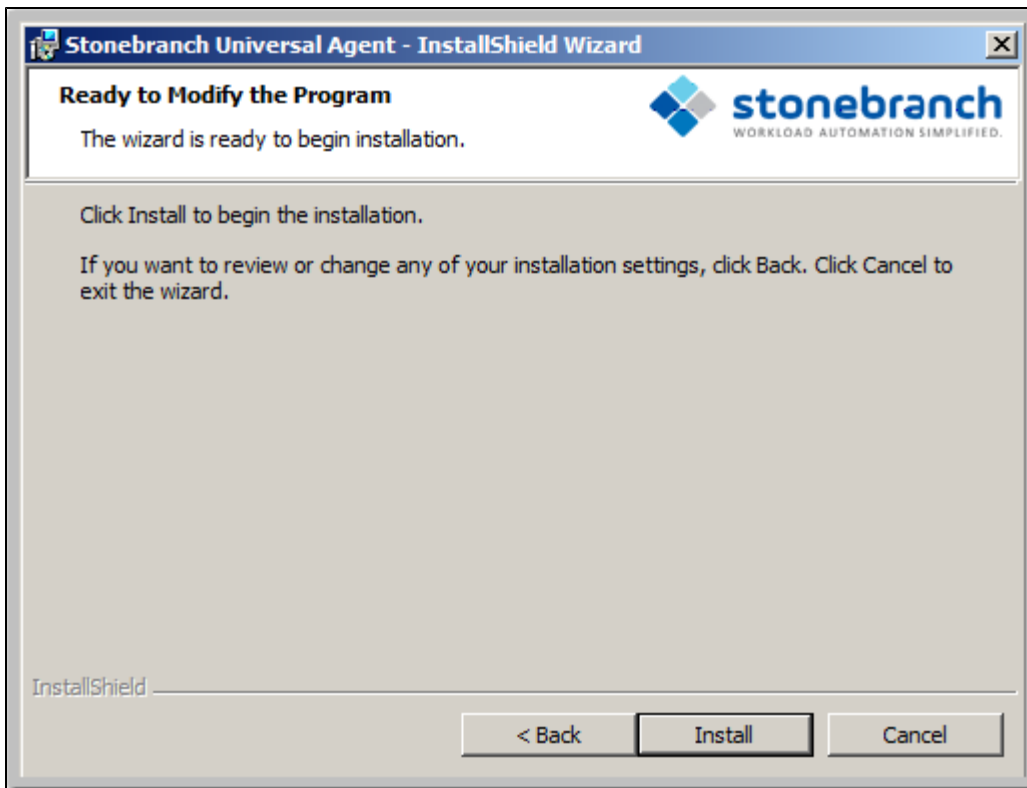 Stonebranch Universal Agent - InstallShield Wizard
Ready to Modify the Program
The wizard is ready to begin installation.
stonebranch
WORKLOAD AUTOMATION SIMPLIFIED.
Click Install to begin the installation.
If you want to review or change any of your installation settings, click Back. Click Cancel to
exit the wizard.
InstallShield
< Back
Install
Cancel